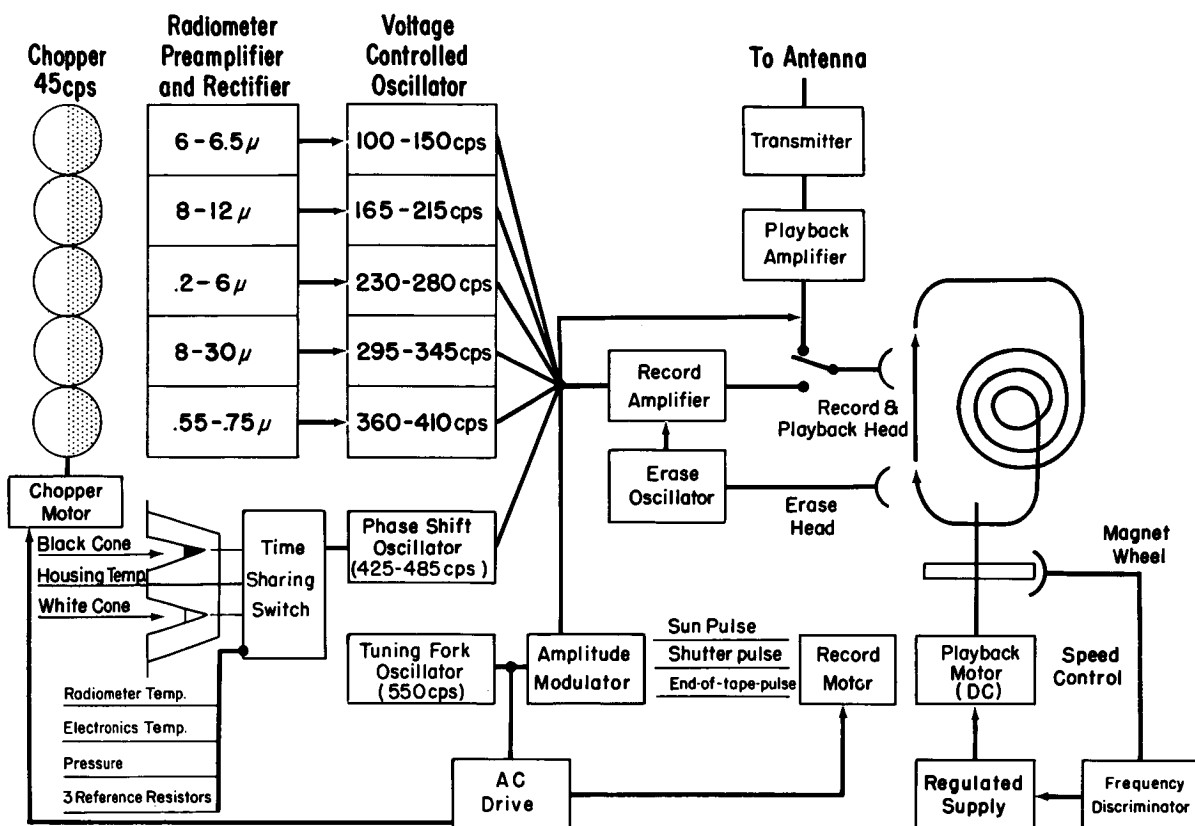 Chopper
45cps
Radiometer
Preamplifier
and Rectifier
Voltage
Controlled
Oscillator
To Antenna
6-6.5μ
100-150cps
8-12μ
165-215cps
.2-6μ
230-280cps
8-30μ
295-345cps
.55-.75μ
360-410cps
Transmitter
Playback
Amplifier
Record
Amplifier
Record &
Playback Head
Erase
Oscillator
Erase
Head
Chopper
Motor
Black Cone
Housing Temp
White Cone
Time
Sharing
Switch
Phase Shift
Oscillator
(425-485cps)
Magnet
Wheel
Tuning Fork
Oscillator
(550cps)
Amplitude
Modulator
Sun Pulse
Shutter pulse
End-of-tape-pulse
Record
Motor
Playback
Motor
(DC)
Speed
Control
Radiometer Temp.
Electronics Temp.
Pressure
3 Reference Resistors
AC
Drive
Regulated
Supply
Frequency
Discriminator